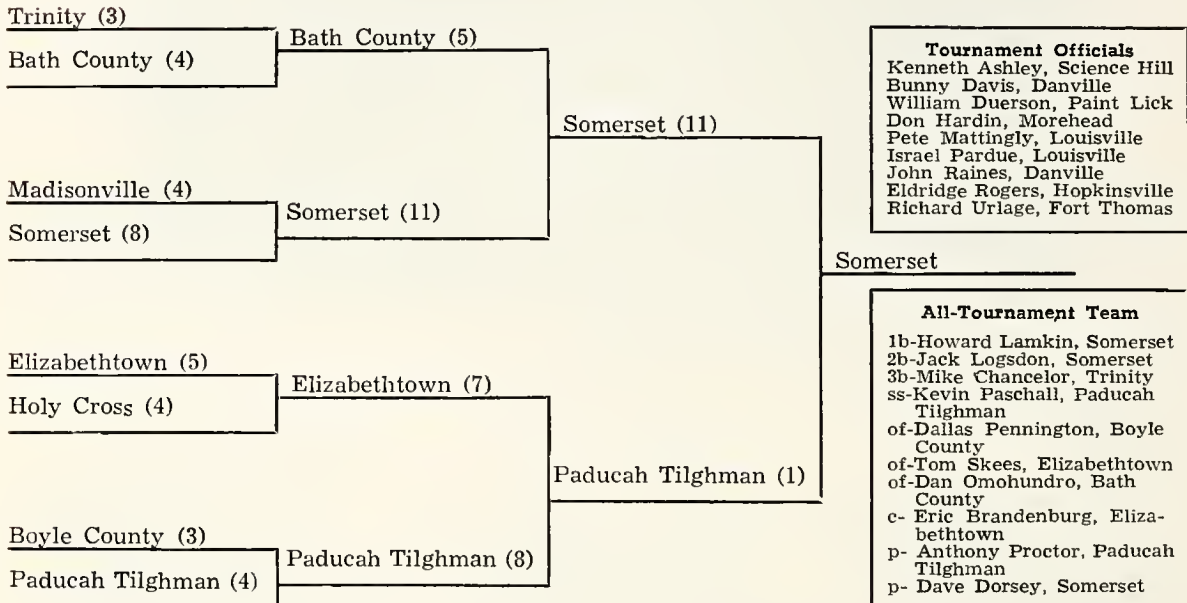 Trinity (3)
Bath County (4)
Bath County (5)
Madisonville (4)
Somerset (8)
Somerset (11)
Somerset (11)
Elizabethtown (5)
Holy Cross (4)
Elizabethtown (7)
Boyle County (3)
Paducah Tilghman (4)
Paducah Tilghman (8)
Paducah Tilghman (1)
Somerset
Tournament Officials
Kenneth Ashley, Science Hill
Bunny Davis, Danville
William Duerson, Paint Lick
Don Hardin, Morehead
Pete Mattingly, Louisville
Israel Pardue, Louisville
John Raines, Danville
Eldridge Rogers, Hopkinsville
Richard Urlage, Fort Thomas
All-Tournament Team
1b-Howard Lamkin, Somerset
2b-Jack Logsdon, Somerset
3b-Mike Chancelor, Trinity
ss-Kevin Paschall, Paducah
Tilghman
of-Dallas Pennington, Boyle
County
of-Tom Skees, Elizabethtown
of-Dan Omohundro, Bath
County
c- Eric Brandenburg, Eliza-
bethtown
p- Anthony Proctor, Paducah
Tilghman
p- Dave Dorsey, Somerset